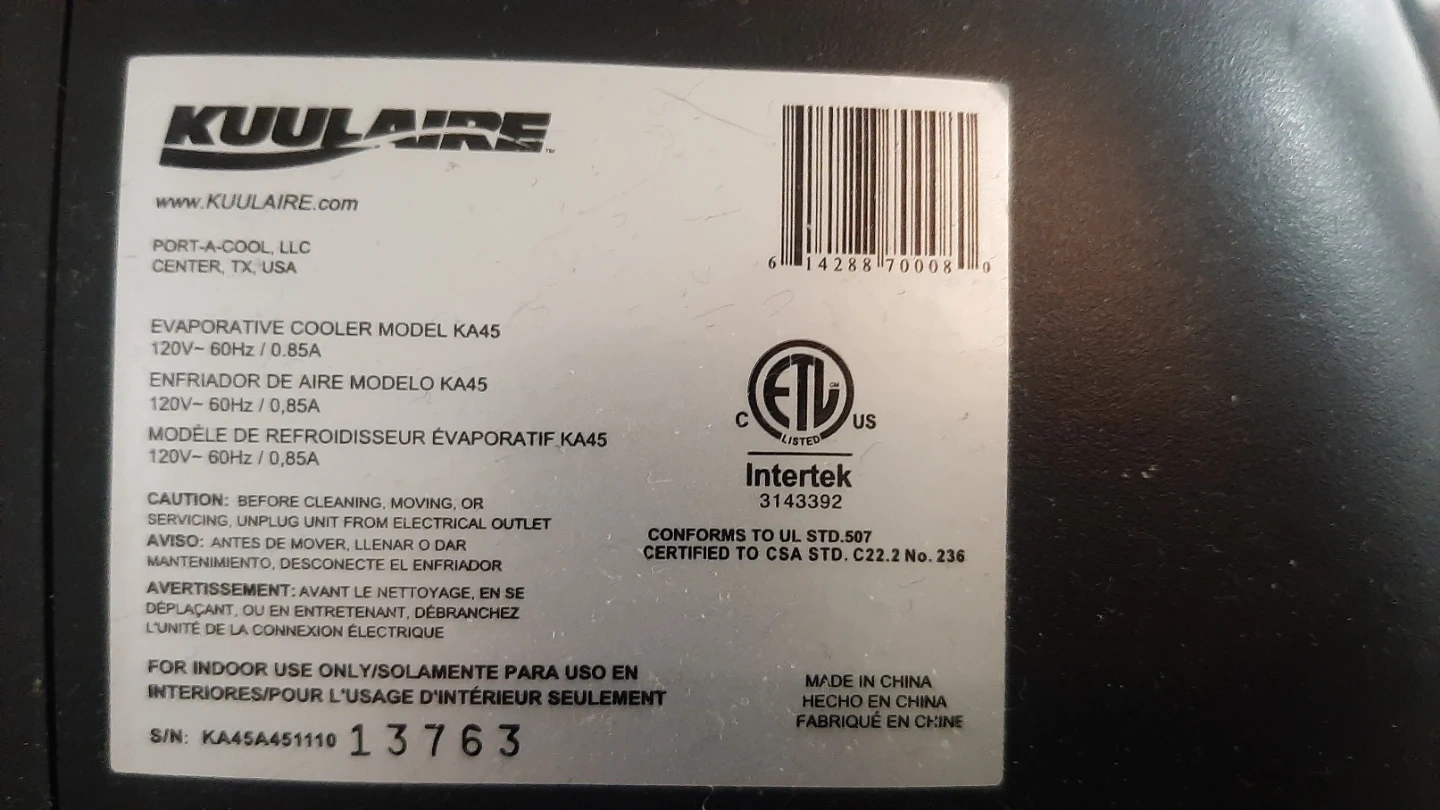 KUULAIRE™
www.KUULAIRE.com
PORT-A-COOL, LLC
CENTER, TX, USA
6 14288 70008 0
EVAPORATIVE COOLER MODEL KA45
120V~ 60Hz / 0.85A
ENFRIADOR DE AIRE MODELO KA45
120V~ 60Hz / 0,85A
MODÈLE DE REFROIDISSEUR ÉVAPORATIF KA45
120V~ 60Hz / 0,85A
ETL CM
C US
LISTED
Intertek
3143392
CAUTION: BEFORE CLEANING, MOVING, OR
SERVICING, UNPLUG UNIT FROM ELECTRICAL OUTLET
AVISO: ANTES DE MOVER, LLENAR O DAR
MANTENIMIENTO, DESCONECTE EL ENFRIADOR
AVERTISSEMENT: AVANT LE NETTOYAGE, EN SE
DÉPLAÇANT, OU EN ENTRETENANT, DÉBRANCHEZ
L'UNITÉ DE LA CONNEXION ÉLECTRIQUE
CONFORMS TO UL STD.507
CERTIFIED TO CSA STD. C22.2 No. 236
FOR INDOOR USE ONLY/SOLAMENTE PARA USO EN
INTERIORES/POUR L'USAGE D'INTÉRIEUR SEULEMENT
S/N: KA45A451110 13763
MADE IN CHINA
HECHO EN CHINA
FABRIQUÉ EN CHINE